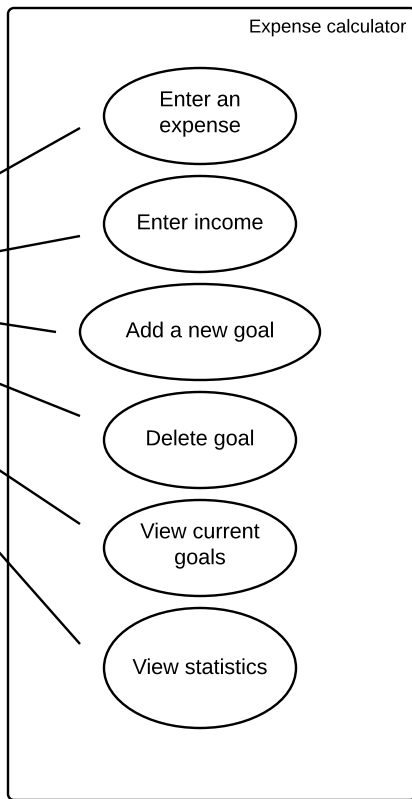 Expense calculator
Enter an
expense
Enter income
Add a new goal
Delete goal
View current
goals
View statistics